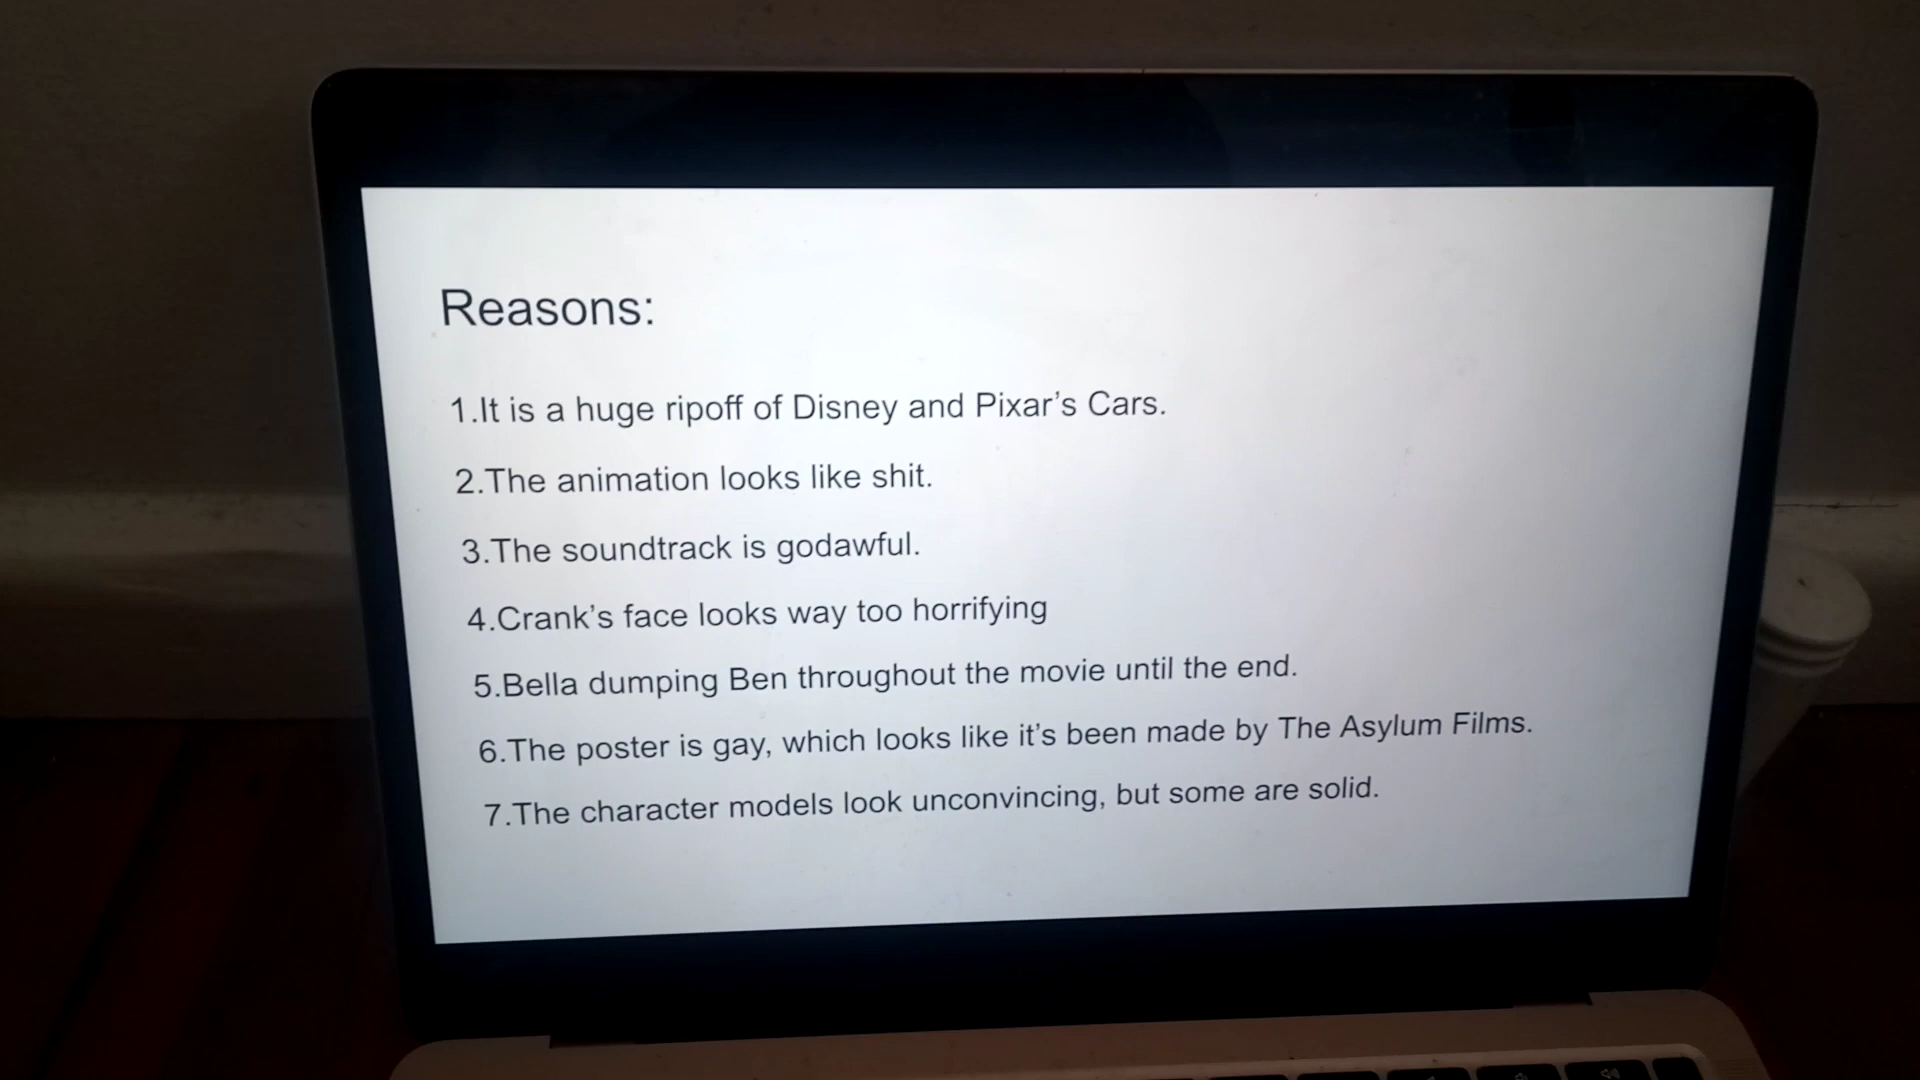 Reasons:
1.It is a huge ripoff of Disney and Pixar’s Cars.
2.The animation looks like shit.
3.The soundtrack is godawful.
4.Crank’s face looks way too horrifying
5.Bella dumping Ben throughout the movie until the end.
6.The poster is gay, which looks like it’s been made by The Asylum Films.
7.The character models look unconvincing, but some are solid.